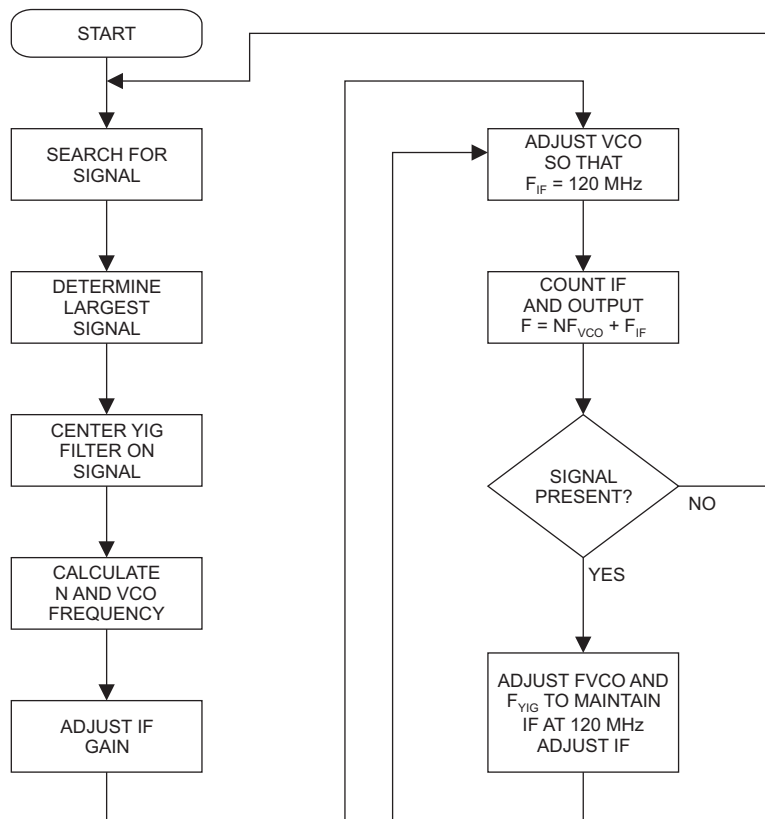 START
SEARCH FOR
SIGNAL
DETERMINE
LARGEST
SIGNAL
CENTER YIG
FILTER ON
SIGNAL
CALCULATE
N AND VCO
FREQUENCY
ADJUST IF
GAIN
ADJUST VCO
SO THAT
F_IF = 120 MHz
COUNT IF
AND OUTPUT
F = NF_VCO + F_IF
SIGNAL
PRESENT?
NO
YES
ADJUST FVCO AND
F_YIG TO MAINTAIN
IF AT 120 MHz
ADJUST IF